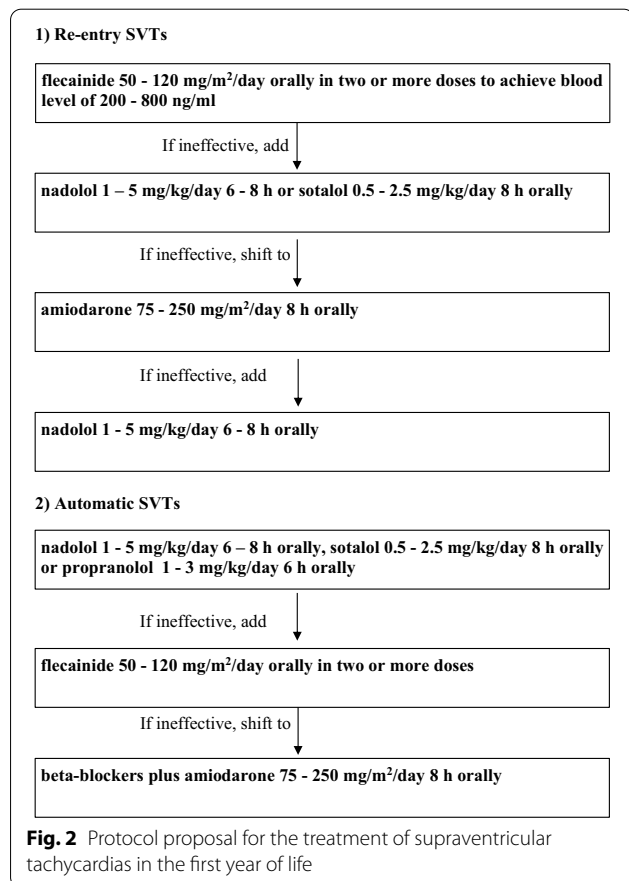 1) Re-entry SVTs
flecainide 50 - 120 mg/m²/day orally in two or more doses to achieve blood
level of 200 - 800 ng/ml
If ineffective, add
nadolol 1 – 5 mg/kg/day 6 - 8 h or sotalol 0.5 - 2.5 mg/kg/day 8 h orally
If ineffective, shift to
amiodarone 75 - 250 mg/m²/day 8 h orally
If ineffective, add
nadolol 1 - 5 mg/kg/day 6 - 8 h orally
2) Automatic SVTs
nadolol 1 - 5 mg/kg/day 6 – 8 h orally, sotalol 0.5 - 2.5 mg/kg/day 8 h orally
or propranolol 1 - 3 mg/kg/day 6 h orally
If ineffective, add
flecainide 50 - 120 mg/m²/day orally in two or more doses
If ineffective, shift to
beta-blockers plus amiodarone 75 - 250 mg/m²/day 8 h orally
Fig. 2 Protocol proposal for the treatment of supraventricular
tachycardias in the first year of life